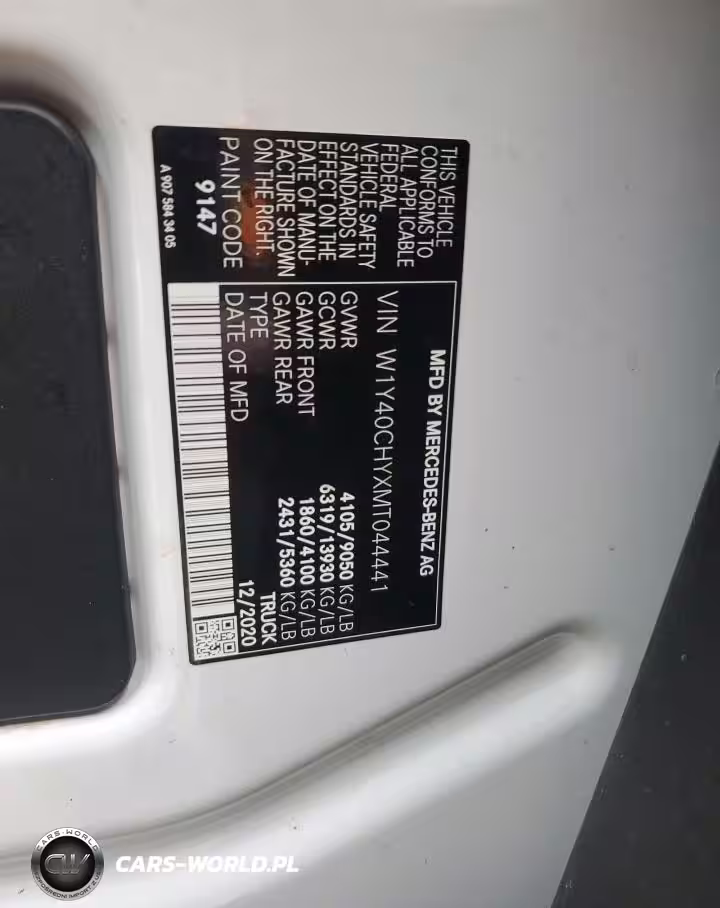 THIS VEHICLE
CONFORMS TO
ALL APPLICABLE
FEDERAL
VEHICLE SAFETY
STANDARDS IN
EFFECT ON THE
DATE OF MANU-
FACTURE SHOWN
ON THE RIGHT.
PAINT CODE
9147
A 907 584 34 05
MFD BY MERCEDES-BENZ AG
VIN W1Y40CHYXMT044441
GVWR 4105/9050 KG/LB
GCWR 6319/13930 KG/LB
GAWR FRONT 1860/4100 KG/LB
GAWR REAR 2431/5360 KG/LB
TYPE TRUCK
DATE OF MFD 12/2020
CARS-WORLD
CW
CARS-WORLD.PL